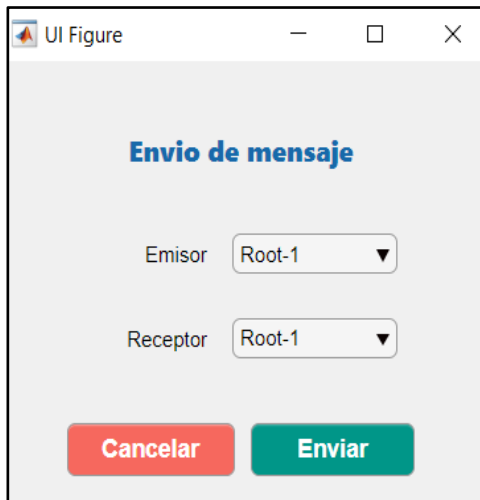 UI Figure
Envio de mensaje
Emisor Root-1
Receptor Root-1
Cancelar Enviar